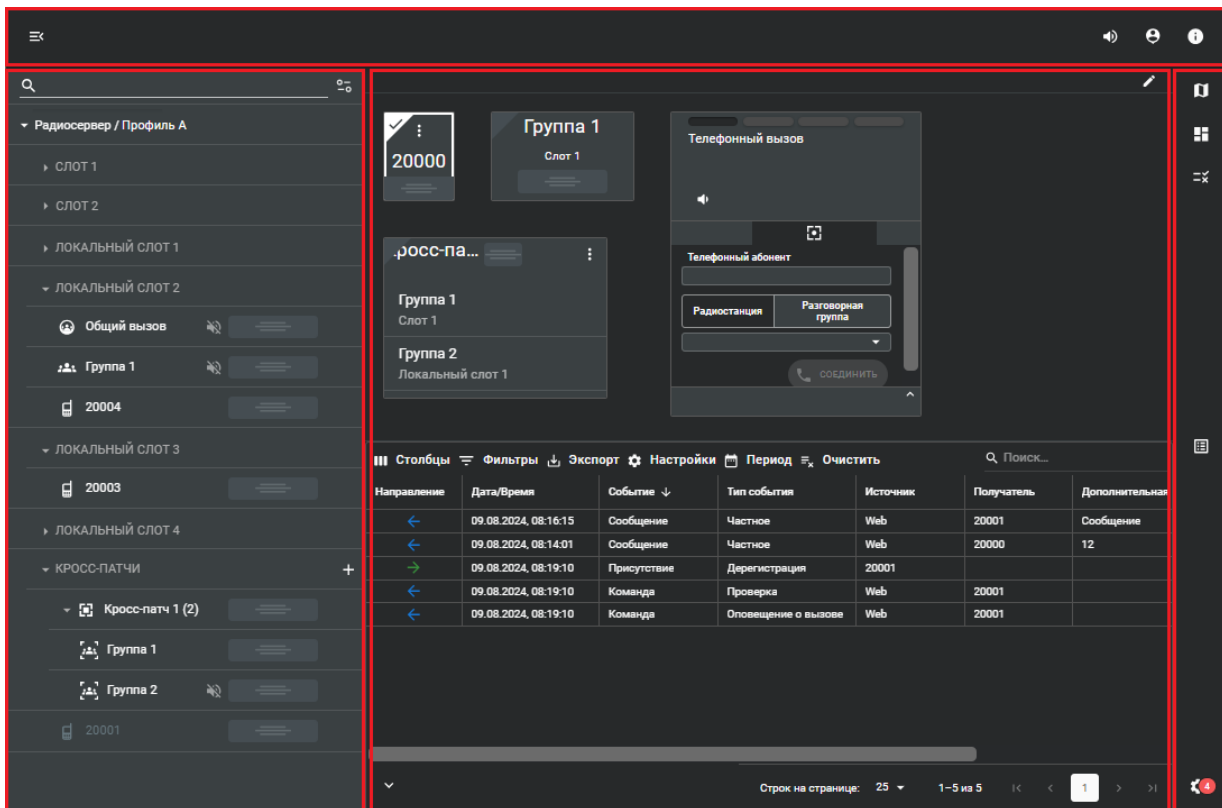 Радиосервер / Профиль А
СЛОТ 1
СЛОТ 2
ЛОКАЛЬНЫЙ СЛОТ 1
ЛОКАЛЬНЫЙ СЛОТ 2
Общий вызов
Группа 1
20004
ЛОКАЛЬНЫЙ СЛОТ 3
20003
ЛОКАЛЬНЫЙ СЛОТ 4
КРОСС-ПАТЧИ
Кросс-патч 1 (2)
Группа 1
Группа 2
20001
20000
Группа 1
Слот 1
.росс-па...
Группа 1
Слот 1
Группа 2
Локальный слот 1
Телефонный вызов
Телефонный абонент
Радиостанция
Разговорная
группа
СОЕДИНИТЬ
Столбцы Фильтры Экспорт Настройки Период Очистить Поиск...
Направление Дата/Время Событие Тип события Источник Получатель Дополнительная
09.08.2024, 08:16:15 Сообщение Частное Web 20001 Сообщение
09.08.2024, 08:14:01 Сообщение Частное Web 20000 12
09.08.2024, 08:19:10 Присутствие Дерегистрация 20001
09.08.2024, 08:19:10 Команда Проверка Web 20001
09.08.2024, 08:19:10 Команда Оповещение о вызове Web 20001
Строк на странице: 25 1–5 из 5 1
4